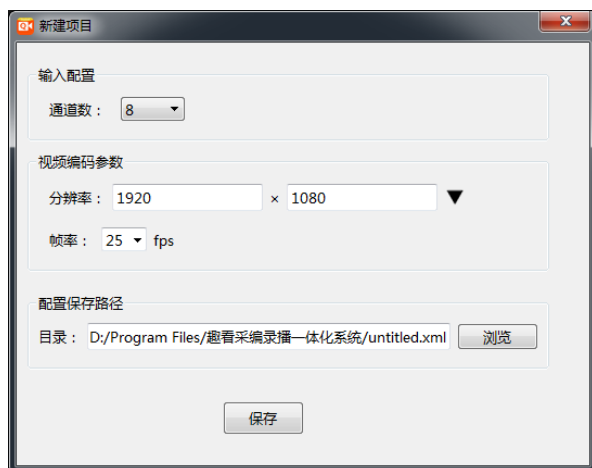 新建项目
输入配置
通道数： 8
视频编码参数
分辨率： 1920 × 1080
帧率： 25 fps
配置保存路径
目录： D:/Program Files/趣看采编录播一体化系统/untitled.xml 浏览
保存